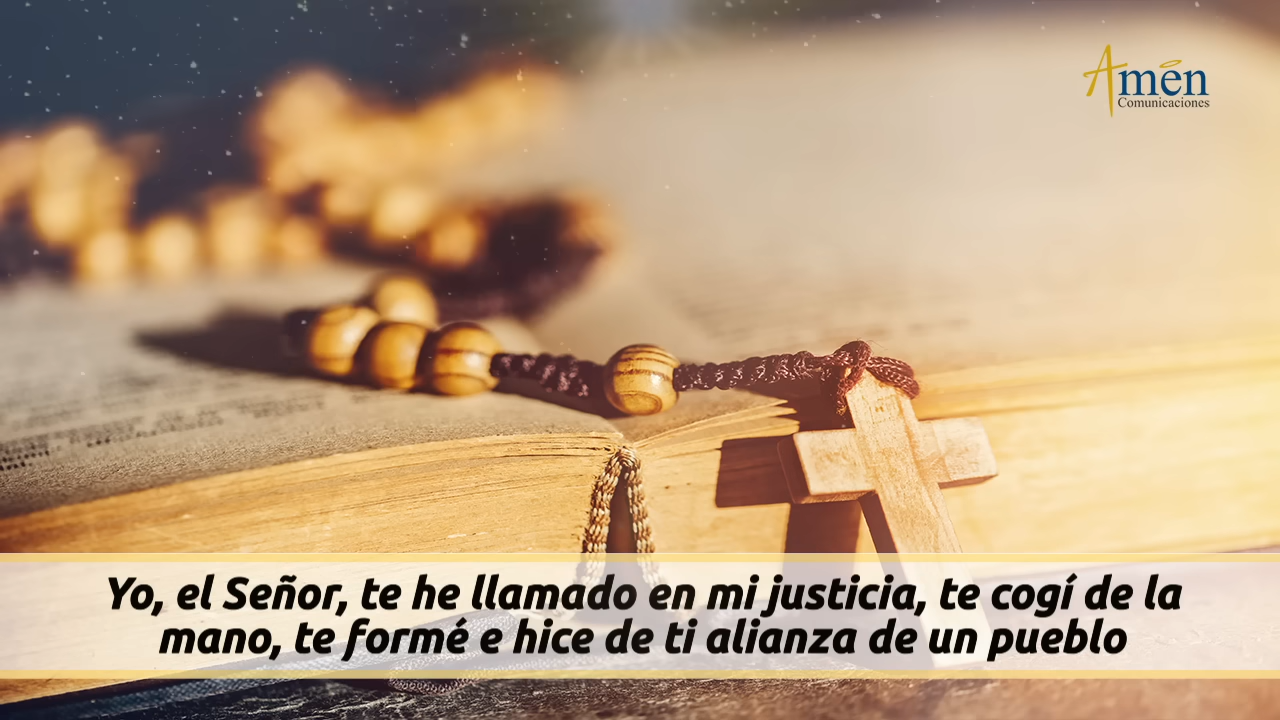 Amén
Comunicaciones
Yo, el Señor, te he llamado en mi justicia, te cogí de la
mano, te formé e hice de ti alianza de un pueblo